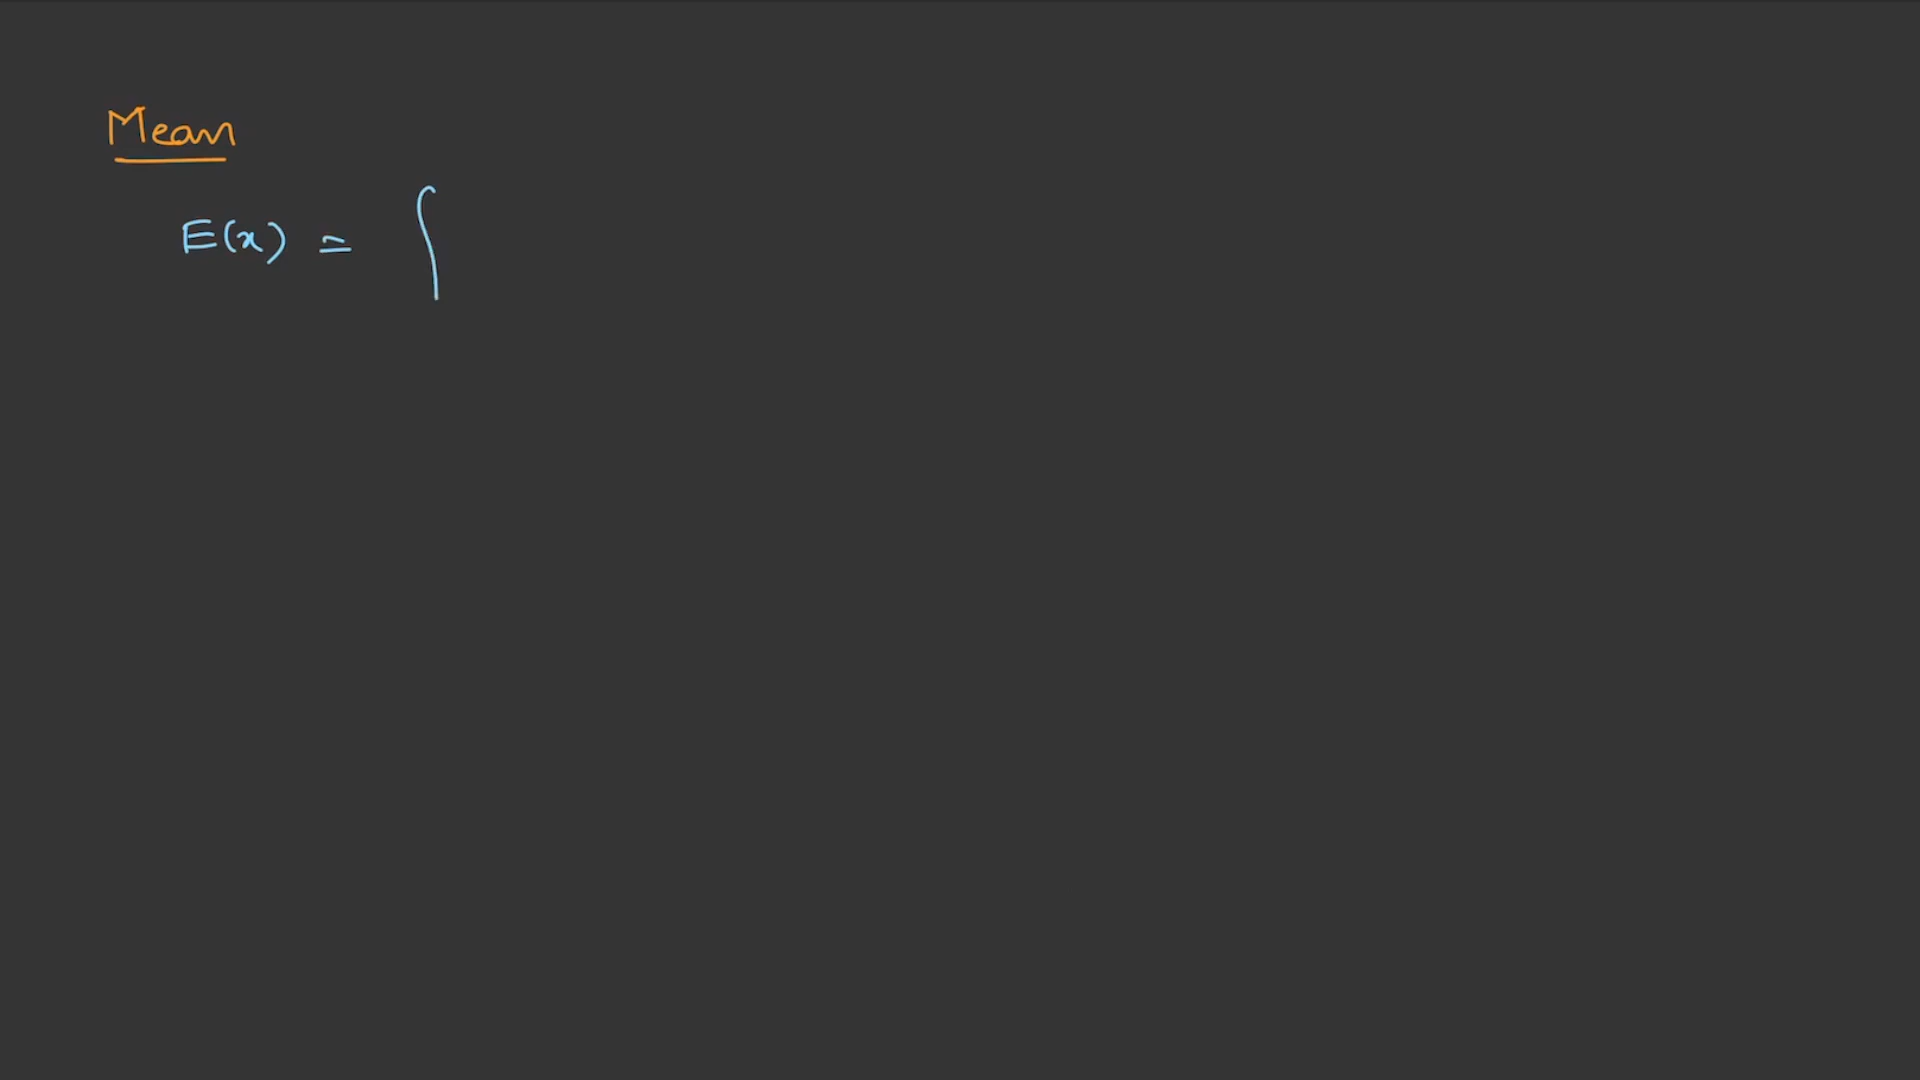 Mean
E(x) = ∫